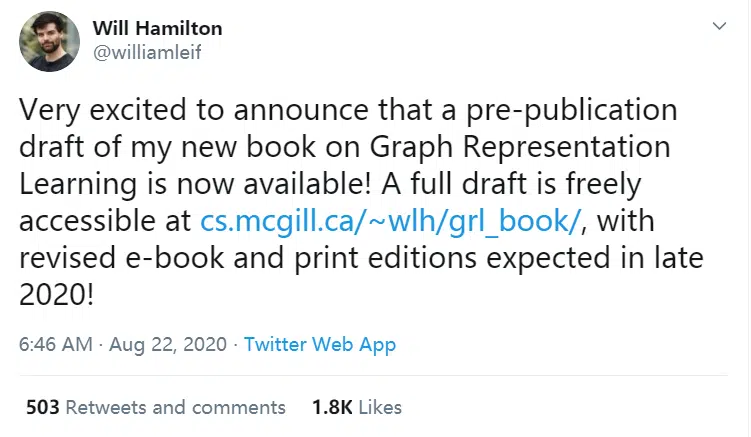 Will Hamilton
@williamleif
Very excited to announce that a pre-publication
draft of my new book on Graph Representation
Learning is now available! A full draft is freely
accessible at cs.mcgill.ca/~wlh/grl_book/, with
revised e-book and print editions expected in late
2020!
6:46 AM · Aug 22, 2020 · Twitter Web App
503 Retweets and comments 1.8K Likes